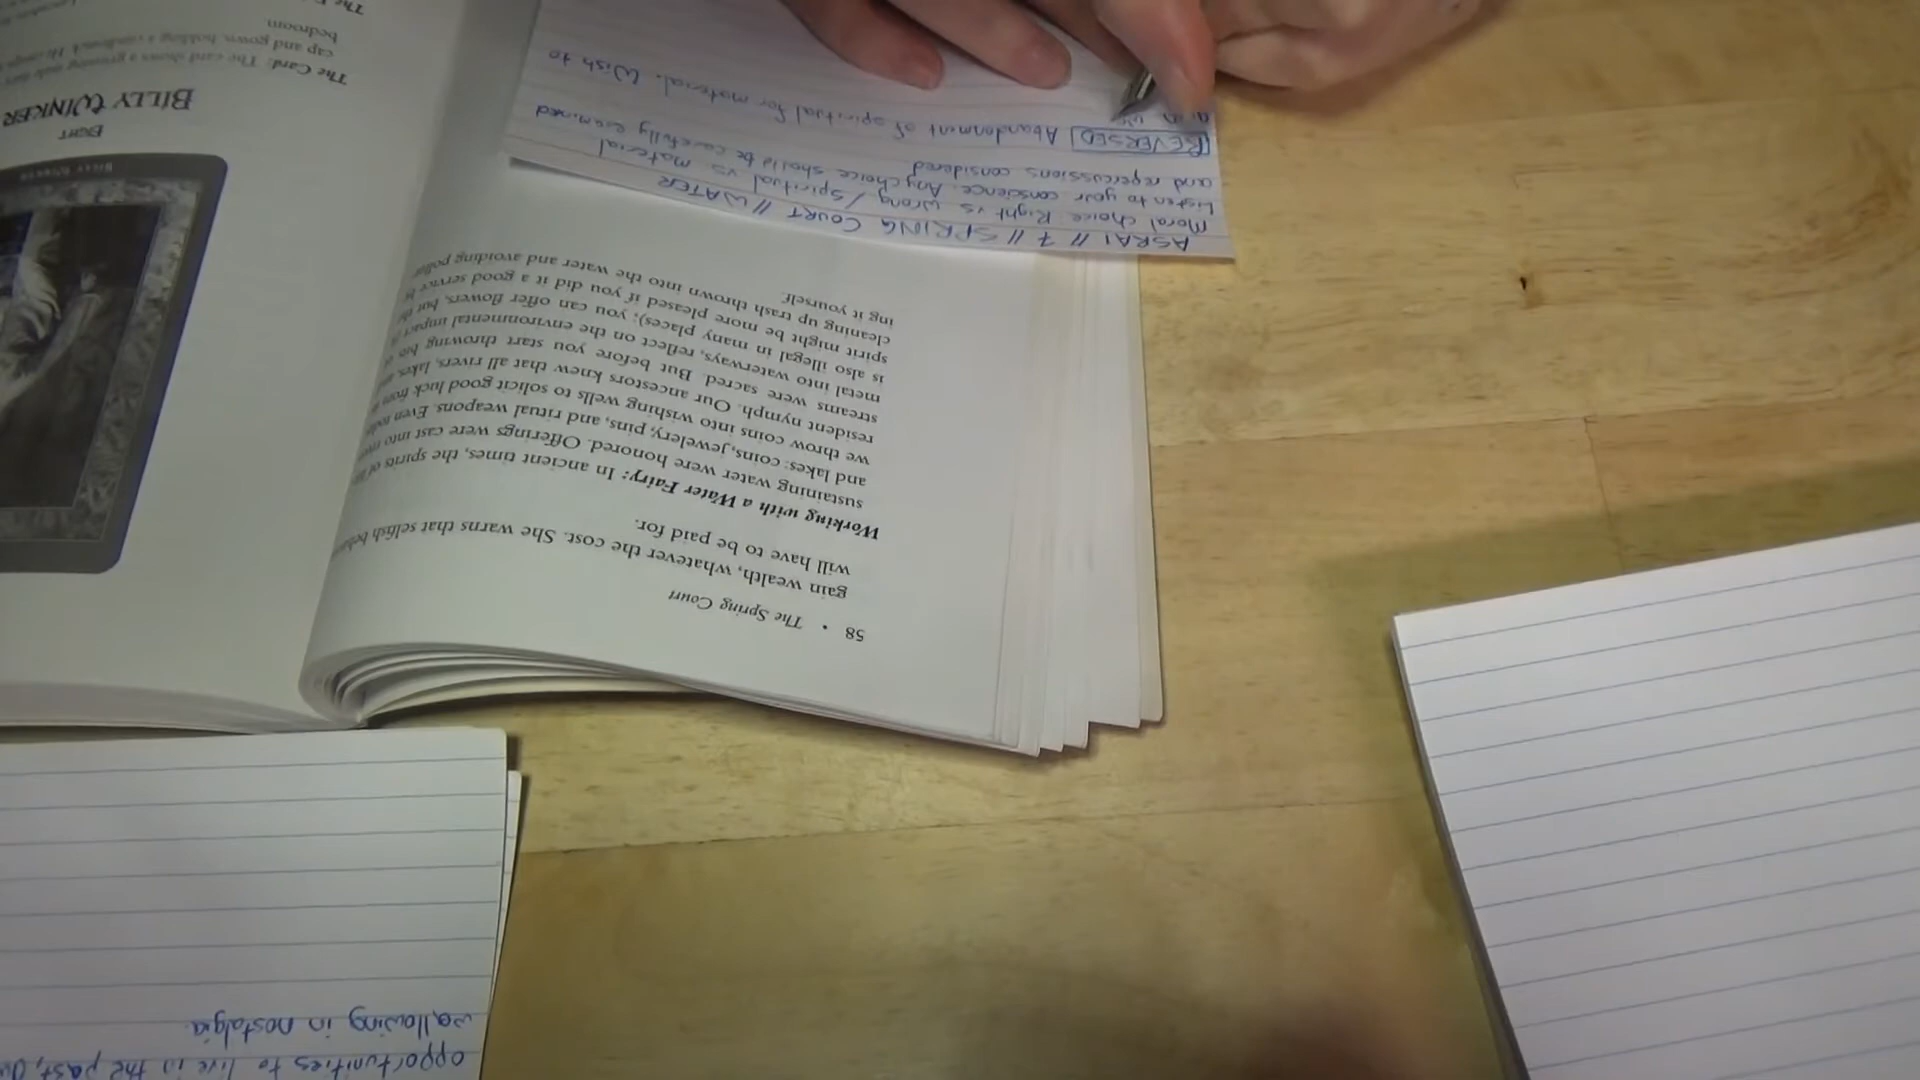 58 • The Spring Court
gain wealth, whatever the cost. She warns that selfish
will have to be paid for.
Working with a Water Fairy: In ancient times, the spirits of
sustaining water were honored. Offerings were cast into
and lakes: coins, jewelery, pins, and ritual weapons. Even
we throw coins into wishing wells to solicit good luck from
resident nymph. Our ancestors knew that all rivers, lakes,
streams were sacred. But before you start throwing
metal into waterways, reflect on the environmental impact
is also illegal in many places); you can offer flowers, but
spirit might be more pleased if you did it a good service
cleaning up trash thrown into the water and avoiding
ing it yourself.
BILLY WINKER
EIGHT
BILLY WINKER
The Card: The card shows a grinning
cap and gown, holding a candlestick. He
bedroom
The
ASRAI // 7 // SPRING COURT // WATER
Moral choice. Right vs wrong / spiritual vs material
Listen to your conscience. Any choice should be carefully examined
and repercussions considered
REVERSED Abandonment of spiritual for material. Wish to
opportunities to live in the past,
wallowing in nostalgia.